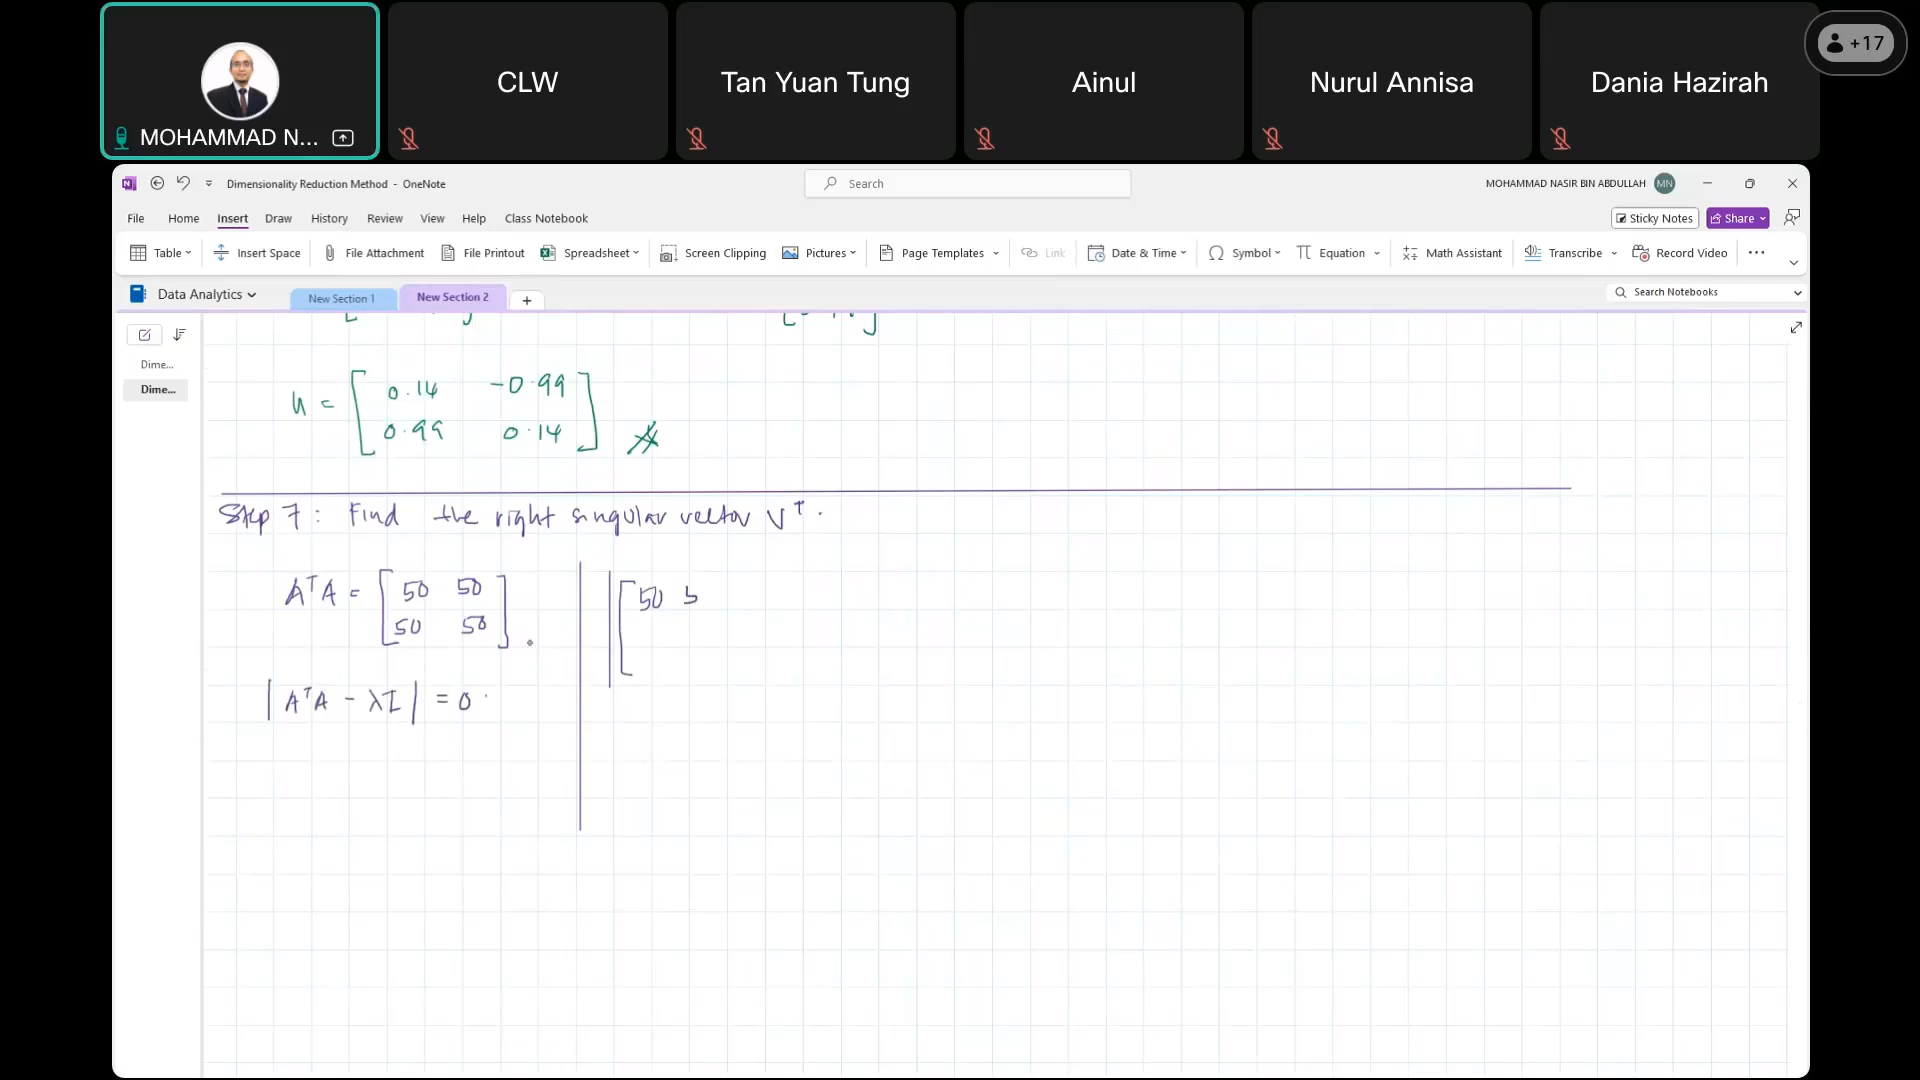 CLW
Tan Yuan Tung
Ainul
Nurul Annisa
Dania Hazirah
+17
MOHAMMAD N...
Dimensionality Reduction Method - OneNote
Search
MOHAMMAD NASIR BIN ABDULLAH
MN
File Home Insert Draw History Review View Help Class Notebook
Sticky Notes
Share
Table Insert Space File Attachment File Printout Spreadsheet Screen Clipping Pictures Page Templates Link Date & Time Symbol Equation Math Assistant Transcribe Record Video
Data Analytics
New Section 1
New Section 2
Search Notebooks
Dime...
Dime...
u = [0.14 -0.99
0.99 0.14]
Step 7: Find the right singular vector Vᵀ.
AᵀA = [50 50
50 50].
|[50 5
|AᵀA - λI| = 0